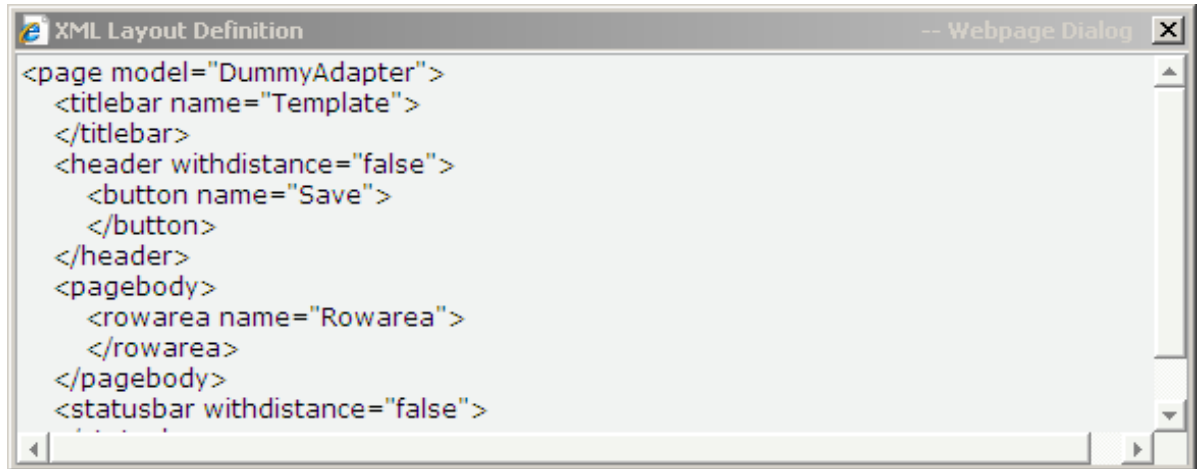 XML Layout Definition -- Webpage Dialog
<page model="DummyAdapter">
<titlebar name="Template">
</titlebar>
<header withdistance="false">
<button name="Save">
</button>
</header>
<pagebody>
<rowarea name="Rowarea">
</rowarea>
</pagebody>
<statusbar withdistance="false">